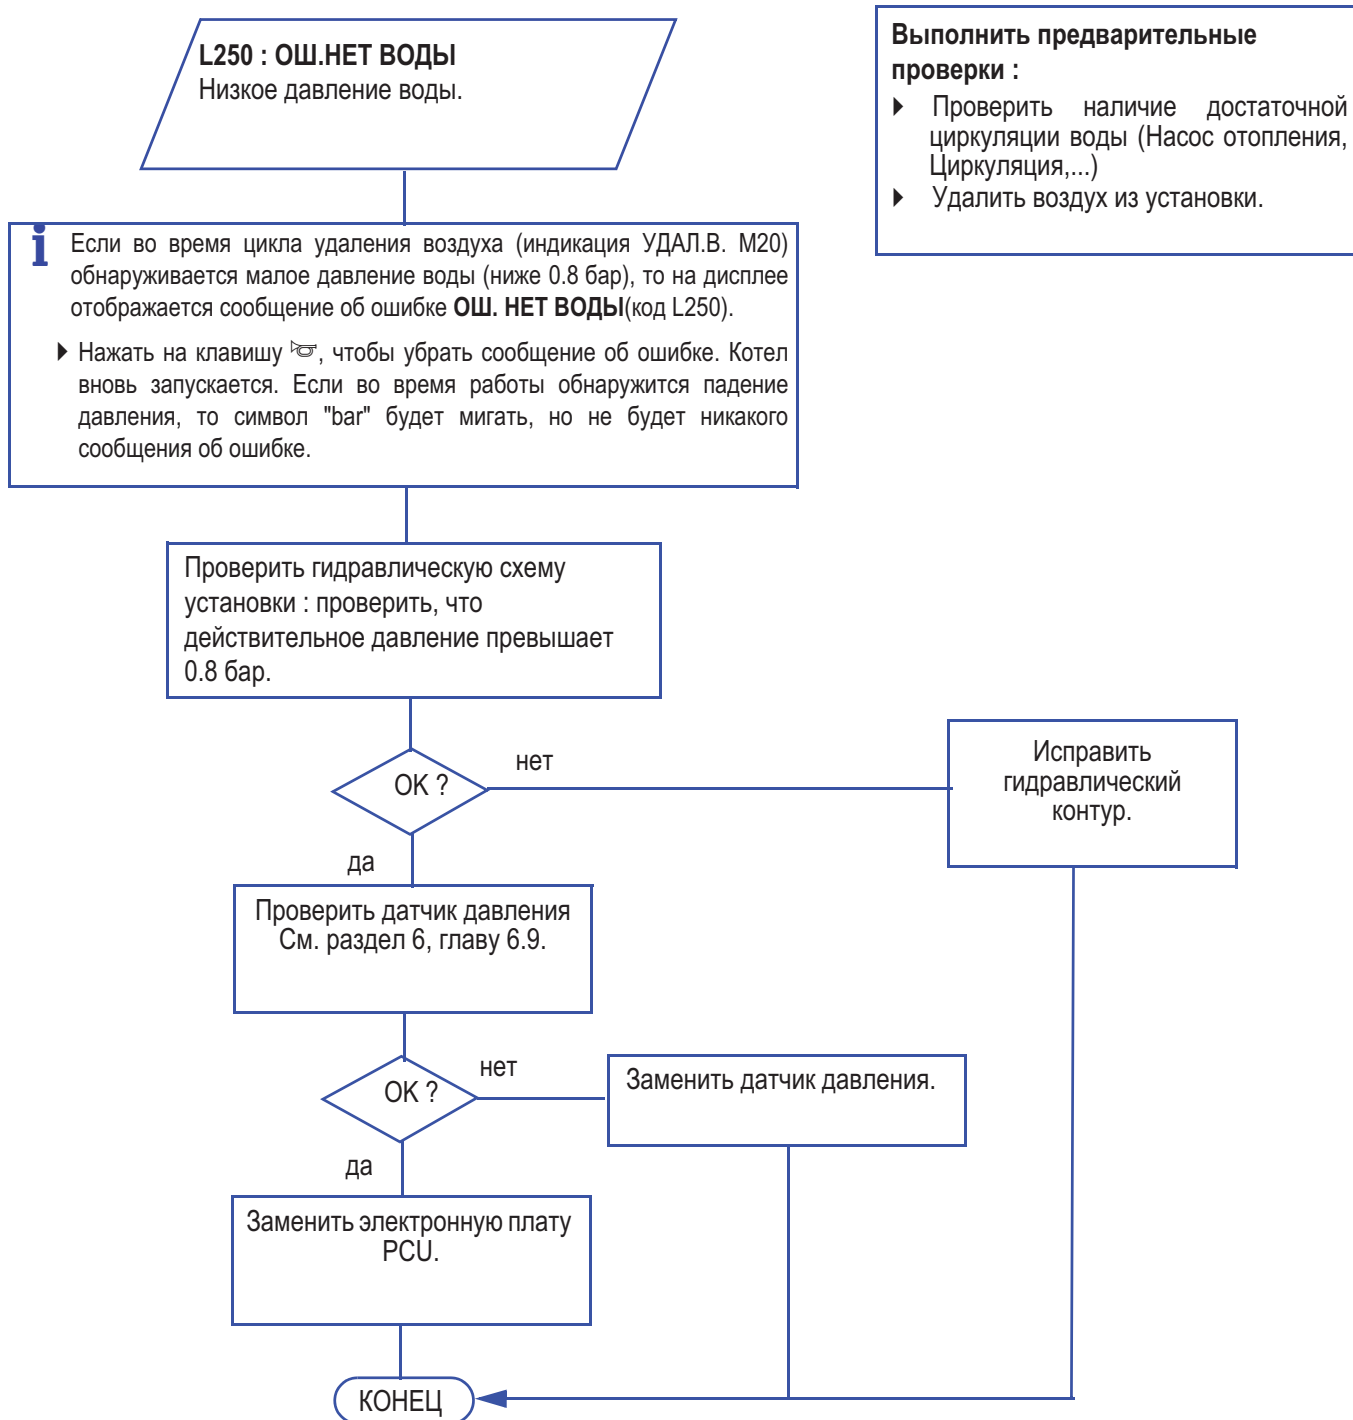 L250 : ОШ.НЕТ ВОДЫ
Низкое давление воды.
Выполнить предварительные
проверки :
Проверить наличие достаточной
циркуляции воды (Насос отопления,
Циркуляция,...)
Удалить воздух из установки.
i
Если во время цикла удаления воздуха (индикация УДАЛ.В. M20)
обнаруживается малое давление воды (ниже 0.8 бар), то на дисплее
отображается сообщение об ошибке ОШ. НЕТ ВОДЫ(код L250).
Нажать на клавишу , чтобы убрать сообщение об ошибке. Котел
вновь запускается. Если во время работы обнаружится падение
давления, то символ "bar" будет мигать, но не будет никакого
сообщения об ошибке.
Проверить гидравлическую схему
установки : проверить, что
действительное давление превышает
0.8 бар.
OK ?
нет
Исправить
гидравлический
контур.
да
Проверить датчик давления
См. раздел 6, главу 6.9.
OK ?
нет
Заменить датчик давления.
да
Заменить электронную плату
PCU.
КОНЕЦ